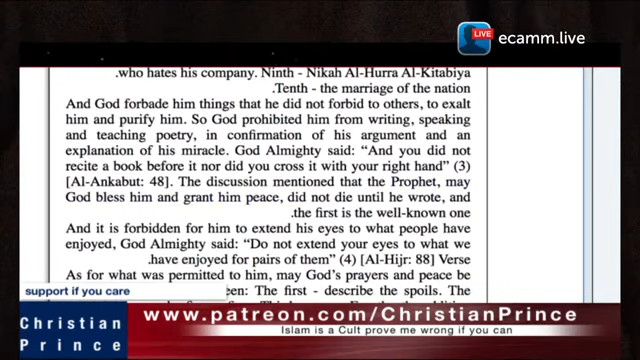 LIVE
ecamm.live
.who hates his company. Ninth - Nikah Al-Hurra Al-Kitabiya
.Tenth - the marriage of the nation
And God forbade him things that he did not forbid to others, to exalt
him and purify him. So God prohibited him from writing, speaking
and teaching poetry, in confirmation of his argument and an
explanation of his miracle. God Almighty said: “And you did not
recite a book before it nor did you cross it with your right hand” (3)
[Al-Ankabut: 48]. The discussion mentioned that the Prophet, may
God bless him and grant him peace, did not die until he wrote, and
.the first is the well-known one
And it is forbidden for him to extend his eyes to what people have
enjoyed, God Almighty said: “Do not extend your eyes to what we
.have enjoyed for pairs of them” (4) [Al-Hijr: 88] Verse
As for what was permitted to him, may God's prayers and peace be
een: The first - describe the spoils. The
support if you care
Christian
Prince
www.patreon.com/ChristianPrince
Islam is a Cult prove me wrong if you can